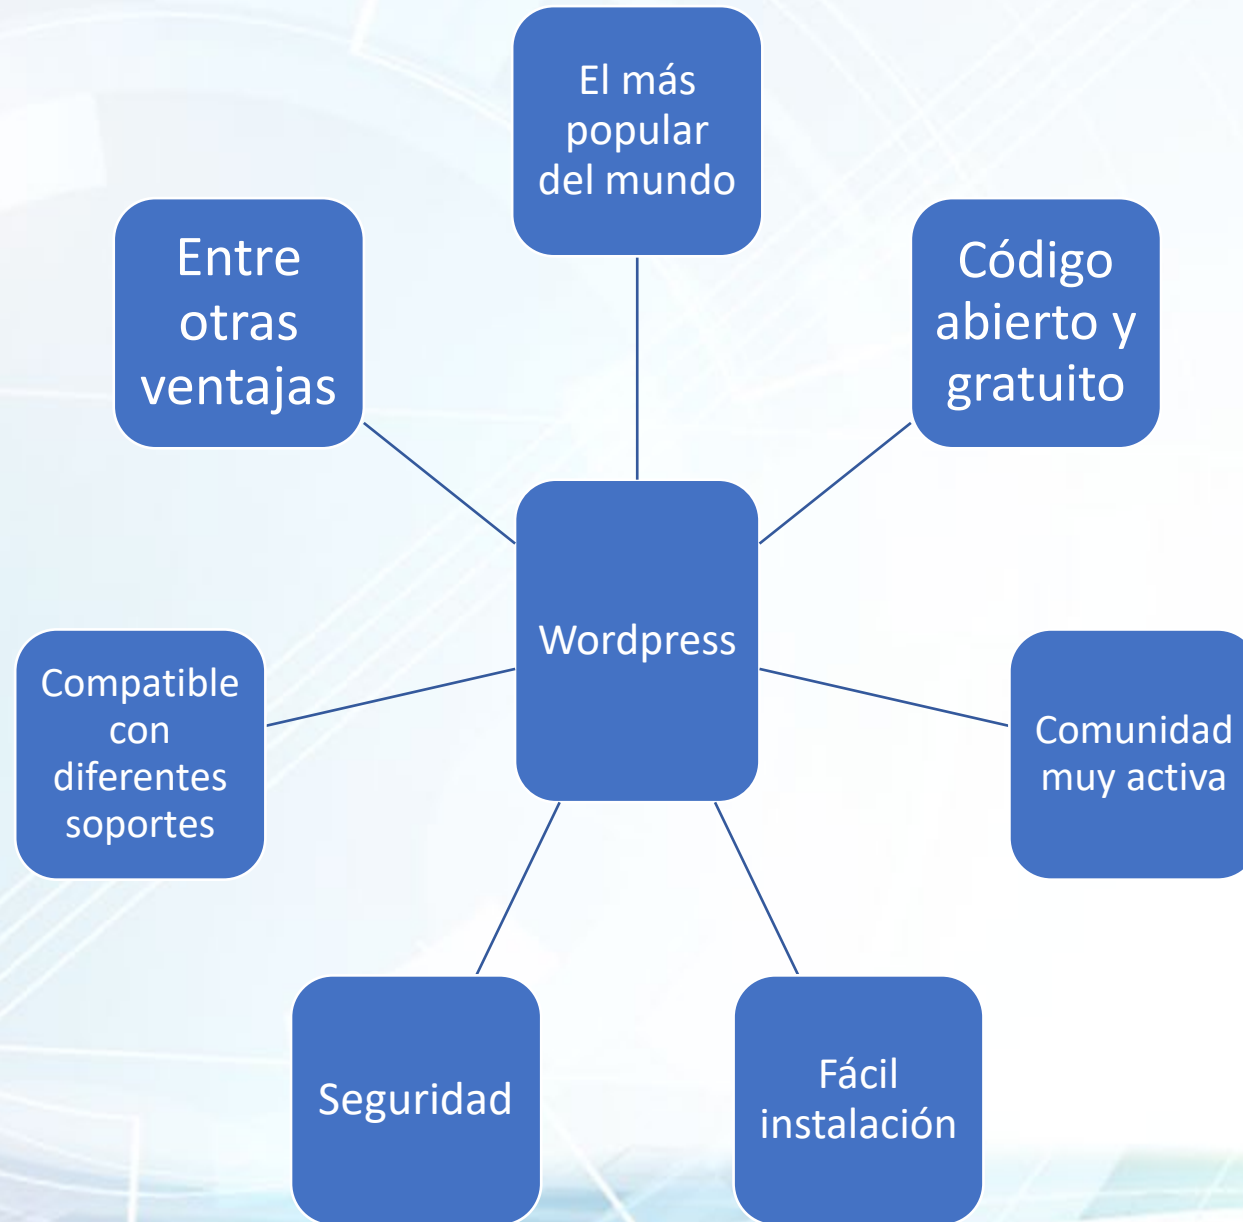 El más
popular
del mundo
Entre
otras
ventajas
Código
abierto y
gratuito
Wordpress
Compatible
con
diferentes
soportes
Comunidad
muy activa
Seguridad
Fácil
instalación